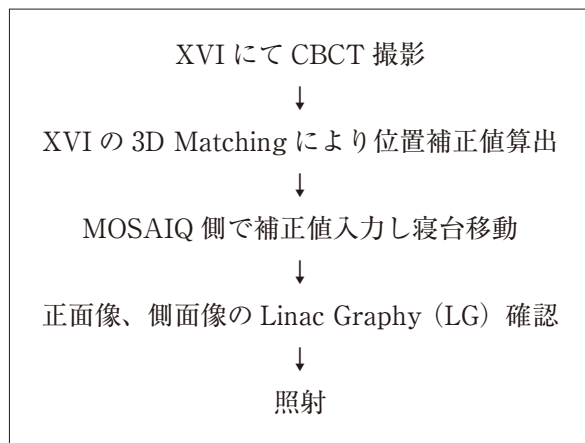 XVI にて CBCT 撮影
↓
XVI の 3D Matching により位置補正値算出
↓
MOSAIQ 側で補正値入力し寝台移動
↓
正面像、側面像の Linac Graphy（LG）確認
↓
照射